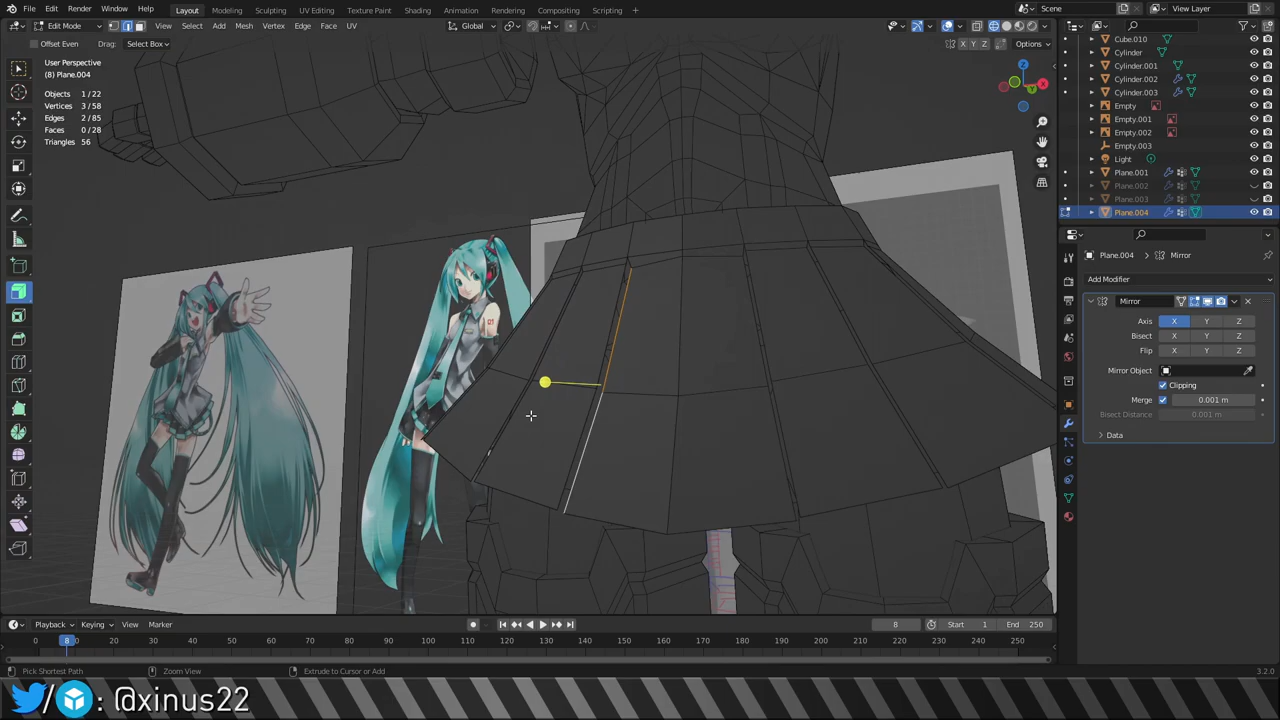 File Edit Render Window Help Layout Modeling Sculpting UV Editing Texture Paint Shading Animation Rendering Compositing Scripting + Scene View Layer
Edit Mode View Select Add Mesh Vertex Edge Face UV Global
Offset Even Drag: Select Box X Y Z Options
User Perspective
(8) Plane.004
Objects 1/22
Vertices 3/58
Edges 2/85
Faces 0/28
Triangles 56
Cube.010
Cylinder
Cylinder.001
Cylinder.002
Cylinder.003
Empty
Empty.001
Empty.002
Empty.003
Light
Plane.001
Plane.002
Plane.003
Plane.004
Plane.004 > Mirror
Add Modifier
Mirror
Axis X Y Z
Bisect X Y Z
Flip X Y Z
Mirror Object
Clipping
Merge 0.001 m
Bisect Distance 0.001 m
Data
Playback Keying View Marker 8 Start 1 End 250
0 8 20 30 40 50 60 70 80 90 100 110 120 130 140 150 160 170 180 190 200 210 220 230 240 250
Pick Shortest Path Zoom View Extrude to Cursor or Add 3.2.0
: @xinus22